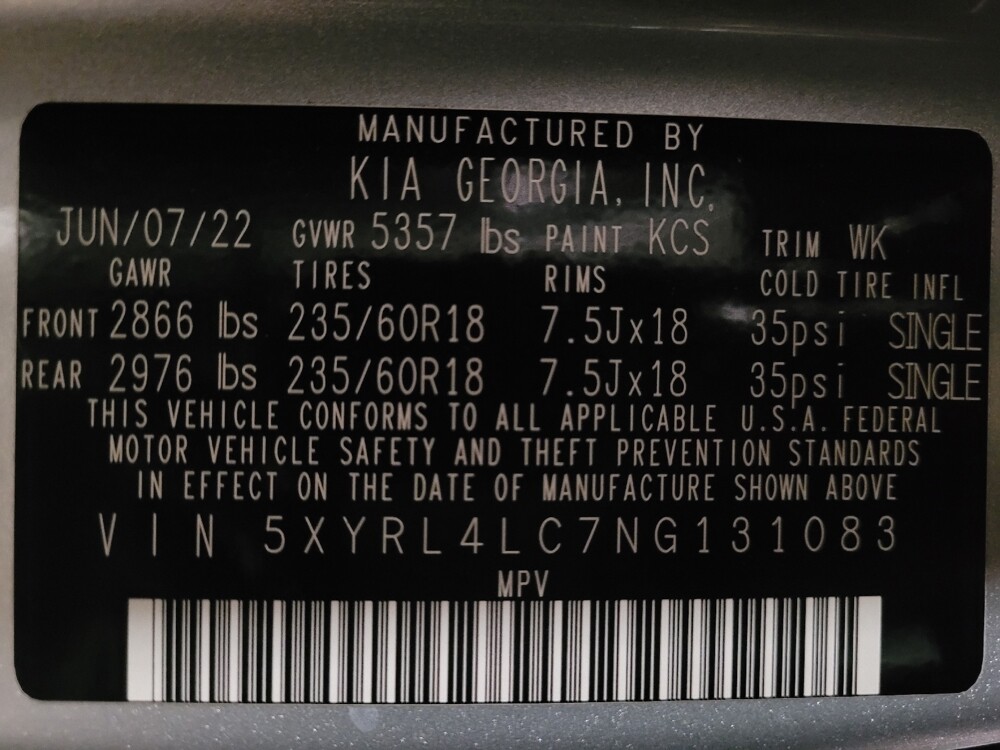 MANUFACTURED BY
KIA GEORGIA, INC.
JUN/07/22 GVWR 5357 lbs PAINT KCS TRIM WK
GAWR TIRES RIMS COLD TIRE INFL
FRONT 2866 lbs 235/60R18 7.5Jx18 35psi SINGLE
REAR 2976 lbs 235/60R18 7.5Jx18 35psi SINGLE
THIS VEHICLE CONFORMS TO ALL APPLICABLE U.S.A. FEDERAL
MOTOR VEHICLE SAFETY AND THEFT PREVENTION STANDARDS
IN EFFECT ON THE DATE OF MANUFACTURE SHOWN ABOVE
VIN 5XYRL4LC7NG131083
MPV